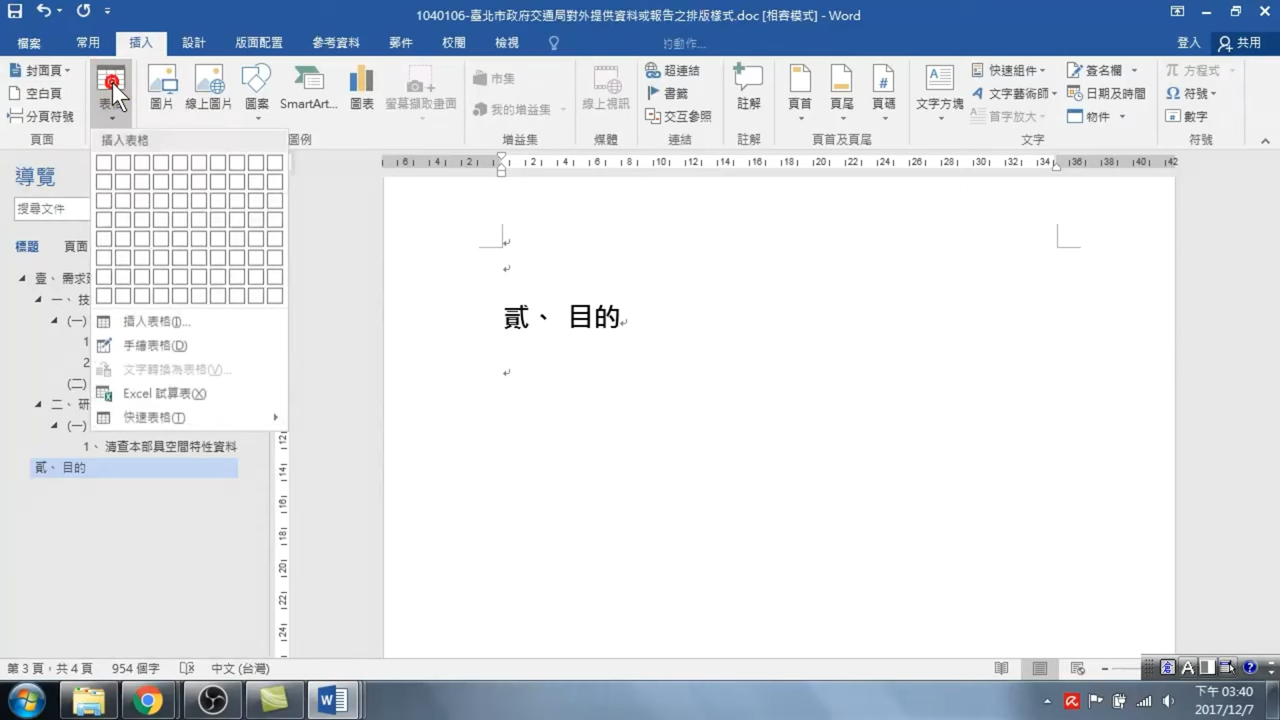 1040106-臺北市政府交通局對外提供資料或報告之排版樣式.doc [相容模式] - Word
登入 共用
檔案 常用 插入 設計 版面配置 參考資料 郵件 校閱 檢視
封面頁
空白頁
分頁符號
圖片 線上圖片 圖案 SmartArt... 圖表 螢幕擷取畫面
市集
我的增益集
線上視訊
超連結
書籤
交互參照
註解
頁首 頁尾 頁碼
文字方塊
快速組件
文字藝術師
首字放大
簽名欄
日期及時間
物件
π 方程式
Ω 符號
數字
頁面 圖例 增益集 媒體 連結 註解 頁首及頁尾 文字 符號
插入表格
插入表格(I)...
手繪表格(D)
文字轉換為表格(V)...
Excel 試算表(X)
快速表格(T)
導覽
搜尋文件
標題 頁面
壹、需求
一、技
(一)
1
2
(二)
二、研
(一)
1、清查本部具空間特性資料
貳、目的
貳、 目的
第 3 頁，共 4 頁 954 個字 中文 (台灣)
下午 03:40
2017/12/7